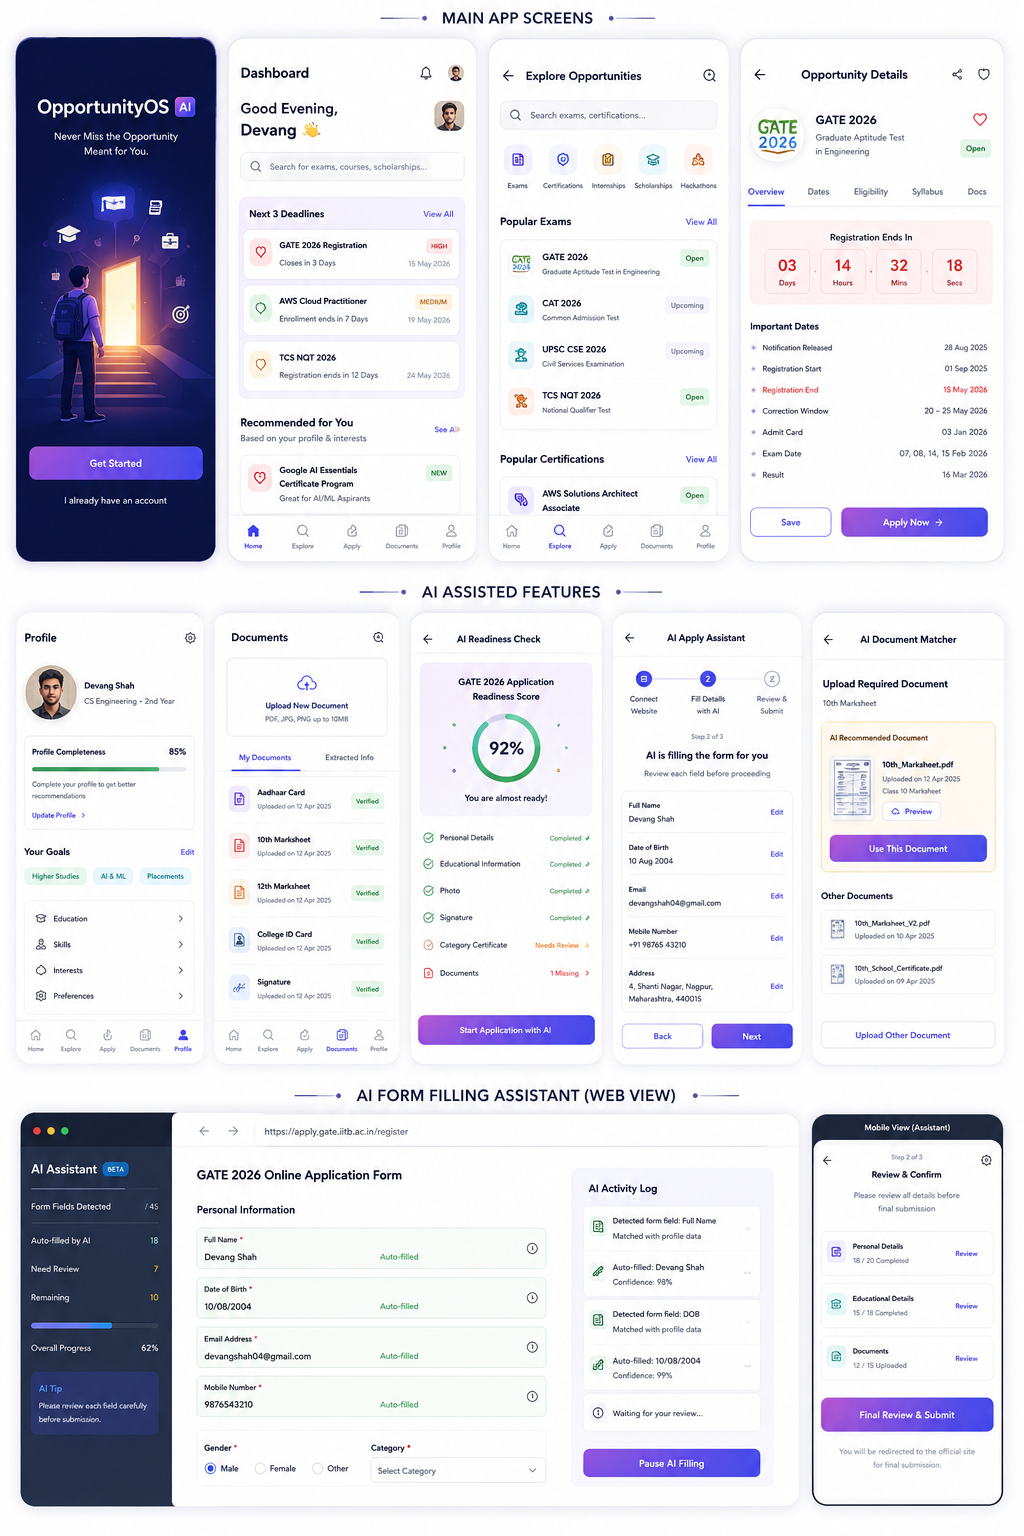 MAIN APP SCREENS
OpportunityOS AI
Never Miss the Opportunity
Meant for You.
Get Started
I already have an account
Dashboard
Good Evening,
Devang 👋
Search for exams, courses, scholarships...
Next 3 Deadlines View All
GATE 2026 Registration HIGH
Closes in 3 Days 15 May 2026
AWS Cloud Practitioner MEDIUM
Enrollment ends in 7 Days 19 May 2026
TCS NQT 2026
Registration ends in 12 Days 24 May 2026
Recommended for You
See All
Based on your profile & interests
Google AI Essentials NEW
Certificate Program
Great for AI/ML Aspirants
Home Explore Apply Documents Profile
Explore Opportunities
Search exams, certifications...
Exams Certifications Internships Scholarships Hackathons
Popular Exams View All
GATE 2026
GATE 2026 Open
Graduate Aptitude Test in Engineering
CAT 2026 Upcoming
Common Admission Test
UPSC CSE 2026 Upcoming
Civil Services Examination
TCS NQT 2026 Open
National Qualifier Test
Popular Certifications View All
AWS Solutions Architect Open
Associate
Home Explore Apply Documents Profile
Opportunity Details
GATE
2026
GATE 2026
Graduate Aptitude Test
in Engineering
Open
Overview Dates Eligibility Syllabus Docs
Registration Ends In
03 14 32 18
Days Hours Mins Secs
Important Dates
Notification Released 28 Aug 2025
Registration Start 01 Sep 2025
Registration End 15 May 2026
Correction Window 20 – 25 May 2026
Admit Card 03 Jan 2026
Exam Date 07, 08, 14, 15 Feb 2026
Result 16 Mar 2026
Save Apply Now →
AI ASSISTED FEATURES
Profile
Devang Shah
CS Engineering • 2nd Year
Profile Completeness 85%
Complete your profile to get better
recommendations
Update Profile >
Your Goals Edit
Higher Studies AI & ML Placements
Education
Skills
Interests
Preferences
Home Explore Apply Documents Profile
Documents
Upload New Document
PDF, JPG, PNG up to 10MB
My Documents Extracted Info
Aadhaar Card
Uploaded on 12 Apr 2025 Verified
10th Marksheet
Uploaded on 12 Apr 2025 Verified
12th Marksheet
Uploaded on 12 Apr 2025 Verified
College ID Card
Uploaded on 12 Apr 2025 Verified
Signature
Uploaded on 12 Apr 2025 Verified
Home Explore Apply Documents Profile
AI Readiness Check
GATE 2026 Application
Readiness Score
92%
You are almost ready!
Personal Details Completed
Educational Information Completed
Photo Completed
Signature Completed
Category Certificate Needs Review
Documents 1 Missing >
Start Application with AI
AI Apply Assistant
2
Connect Fill Details Review &
Website with AI Submit
Step 2 of 3
AI is filling the form for you
Review each field before proceeding
Full Name
Devang Shah Edit
Date of Birth
10 Aug 2004 Edit
Email
devangshah04@gmail.com Edit
Mobile Number
+91 98765 43210 Edit
Address
4, Shanti Nagar, Nagpur, Edit
Maharashtra, 440015
Back Next
AI Document Matcher
Upload Required Document
10th Marksheet
AI Recommended Document
10th_Marksheet.pdf
Uploaded on 12 Apr 2025
Class 10 Marksheet
Preview
Use This Document
Other Documents
10th_Marksheet_V2.pdf
Uploaded on 10 Apr 2025
10th_School_Certificate.pdf
Uploaded on 09 Apr 2025
Upload Other Document
AI FORM FILLING ASSISTANT (WEB VIEW)
AI Assistant BETA
Form Fields Detected / 45
Auto-filled by AI 18
Need Review 7
Remaining 10
Overall Progress 62%
AI Tip
Please review each field carefully
before submission.
https://apply.gate.iitb.ac.in/register
GATE 2026 Online Application Form
Personal Information
Full Name *
Devang Shah Auto-filled
Date of Birth *
10/08/2004 Auto-filled
Email Address *
devangshah04@gmail.com Auto-filled
Mobile Number *
9876543210 Auto-filled
Gender * Category *
Male Female Other Select Category
AI Activity Log
Detected form field: Full Name
Matched with profile data
Auto-filled: Devang Shah
Confidence: 98%
Detected form field: DOB
Matched with profile data
Auto-filled: 10/08/2004
Confidence: 99%
Waiting for your review...
Pause AI Filling
Mobile View (Assistant)
Step 2 of 3
Review & Confirm
Please review all details before
final submission
Personal Details
18 / 20 Completed Review
Educational Details
15 / 18 Completed Review
Documents
12 / 15 Uploaded Review
Final Review & Submit
You will be redirected to the official site
for final submission.